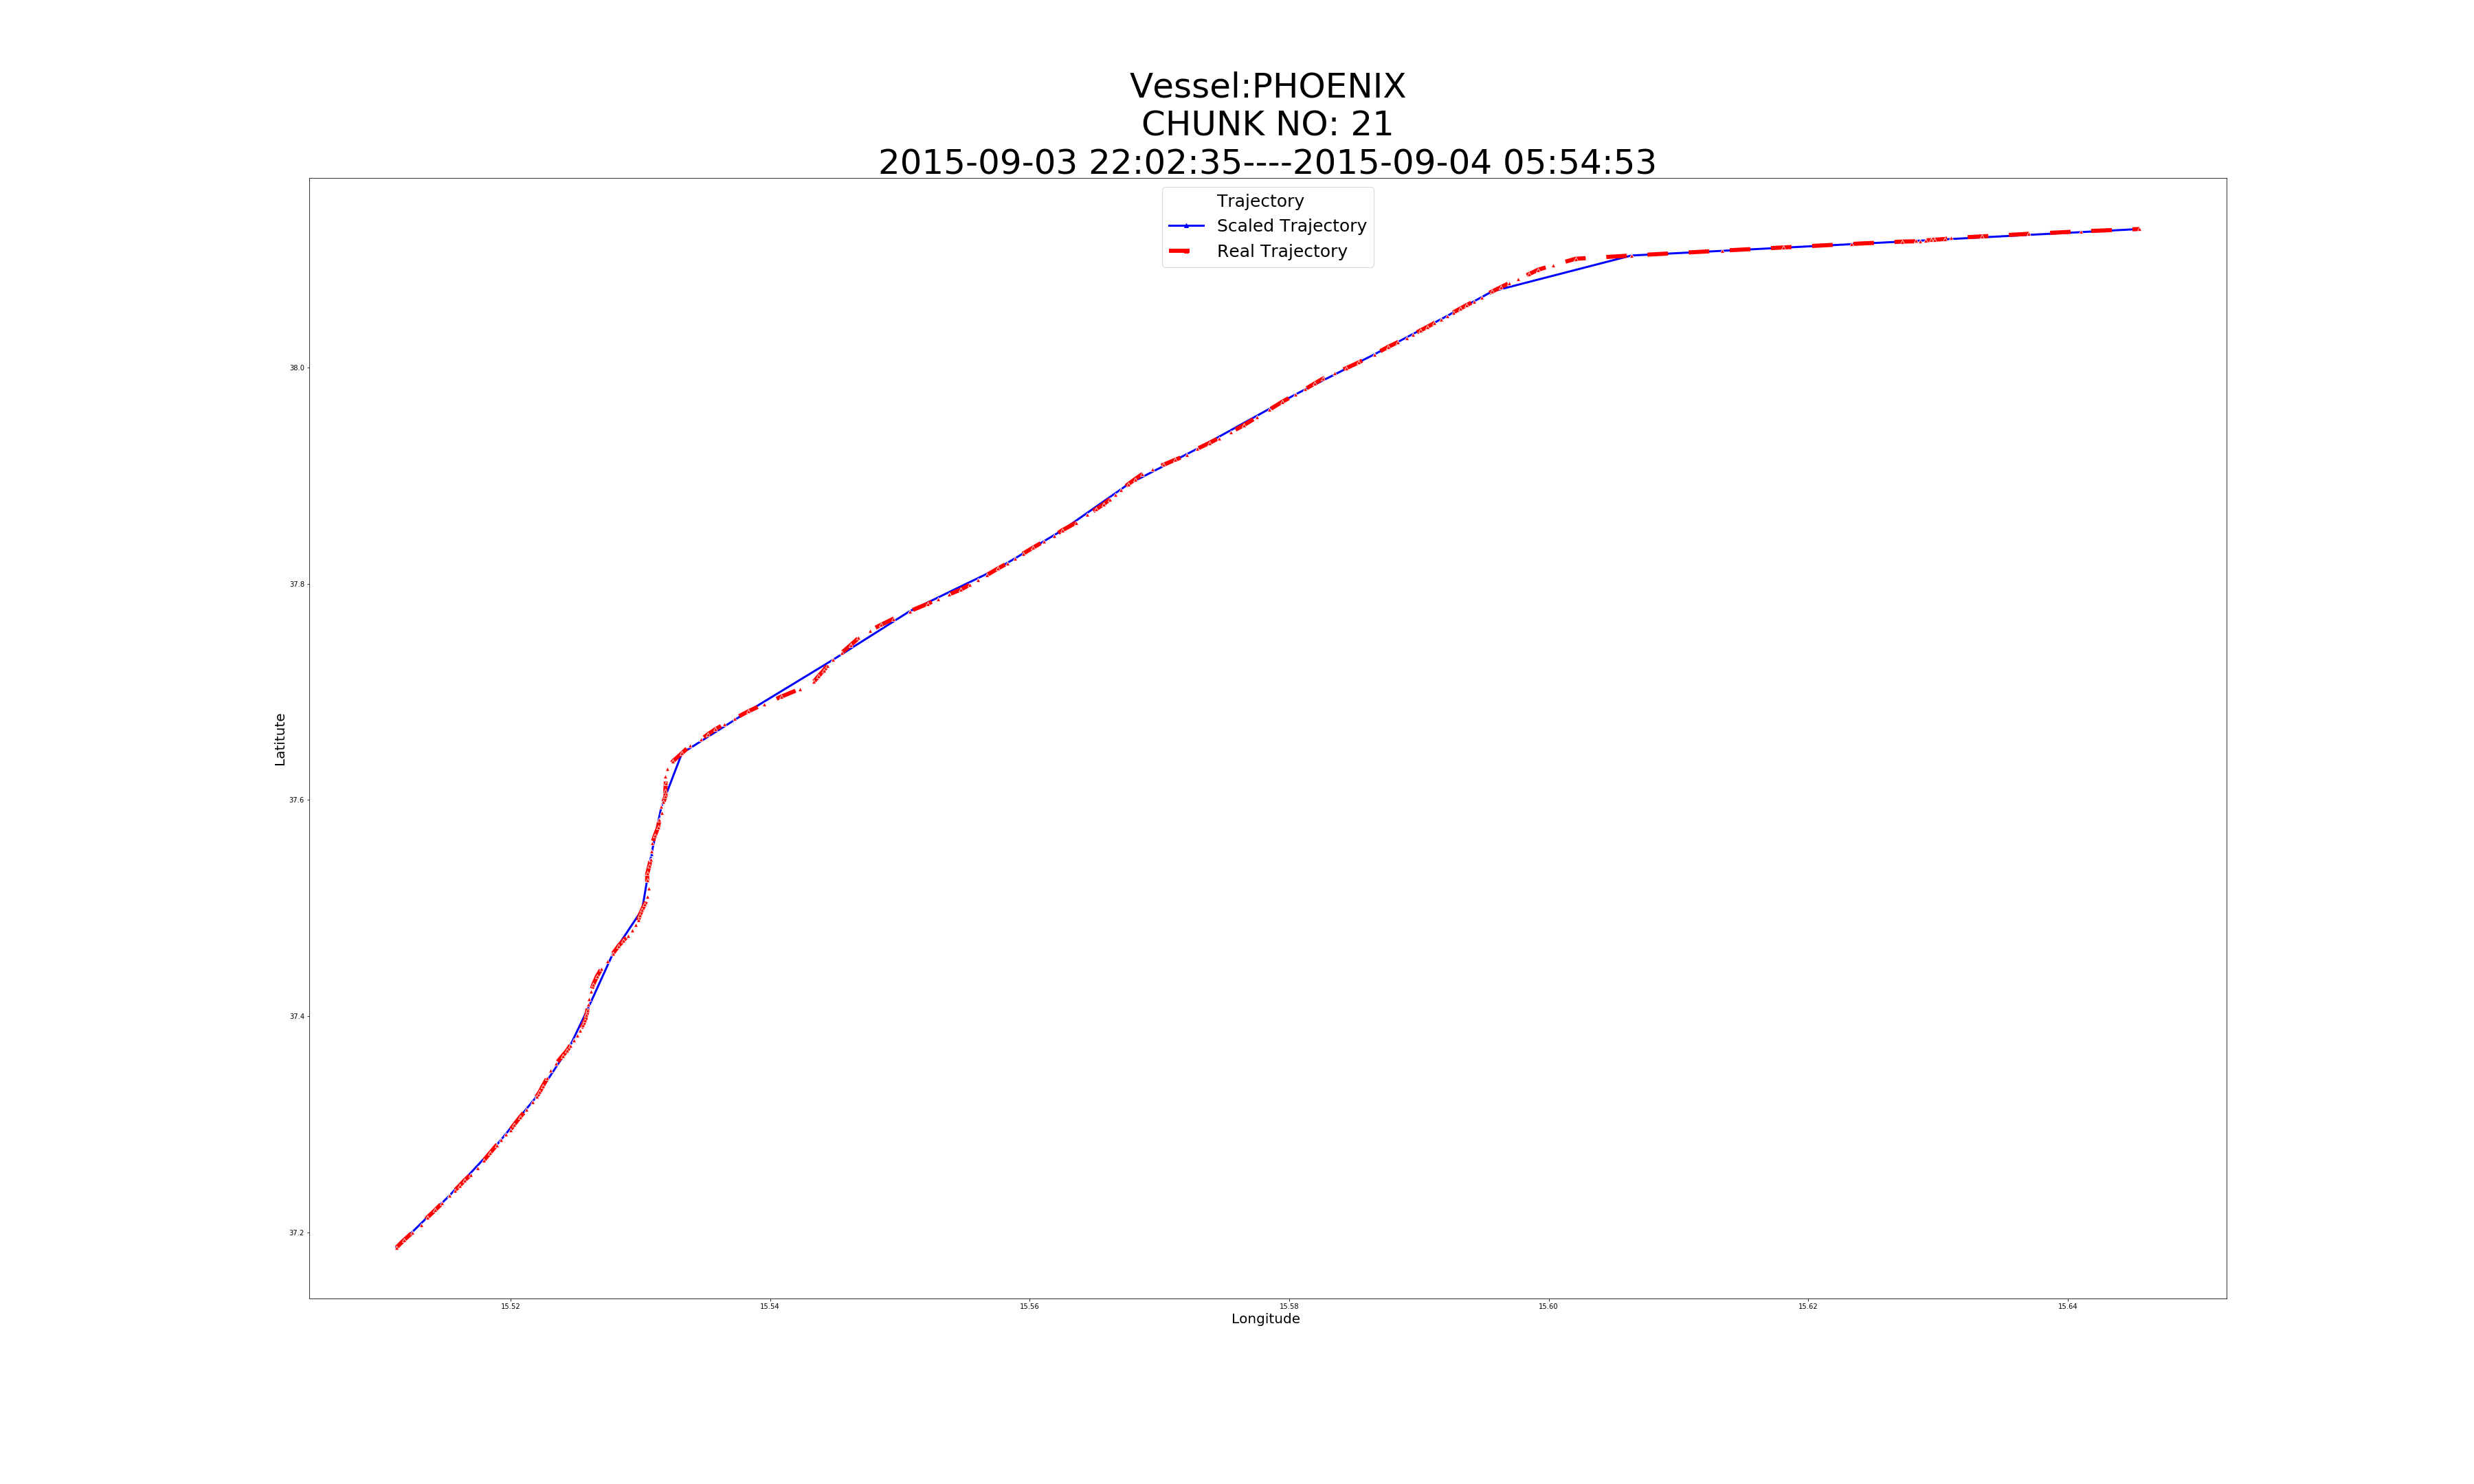 Vessel:PHOENIX
CHUNK NO: 21
2015-09-03 22:02:35----2015-09-04 05:54:53
Trajectory
Scaled Trajectory
Real Trajectory
38.0
37.8
37.6
37.4
37.2
Latitute
15.52 15.54 15.56 15.58 15.60 15.62 15.64
Longitude